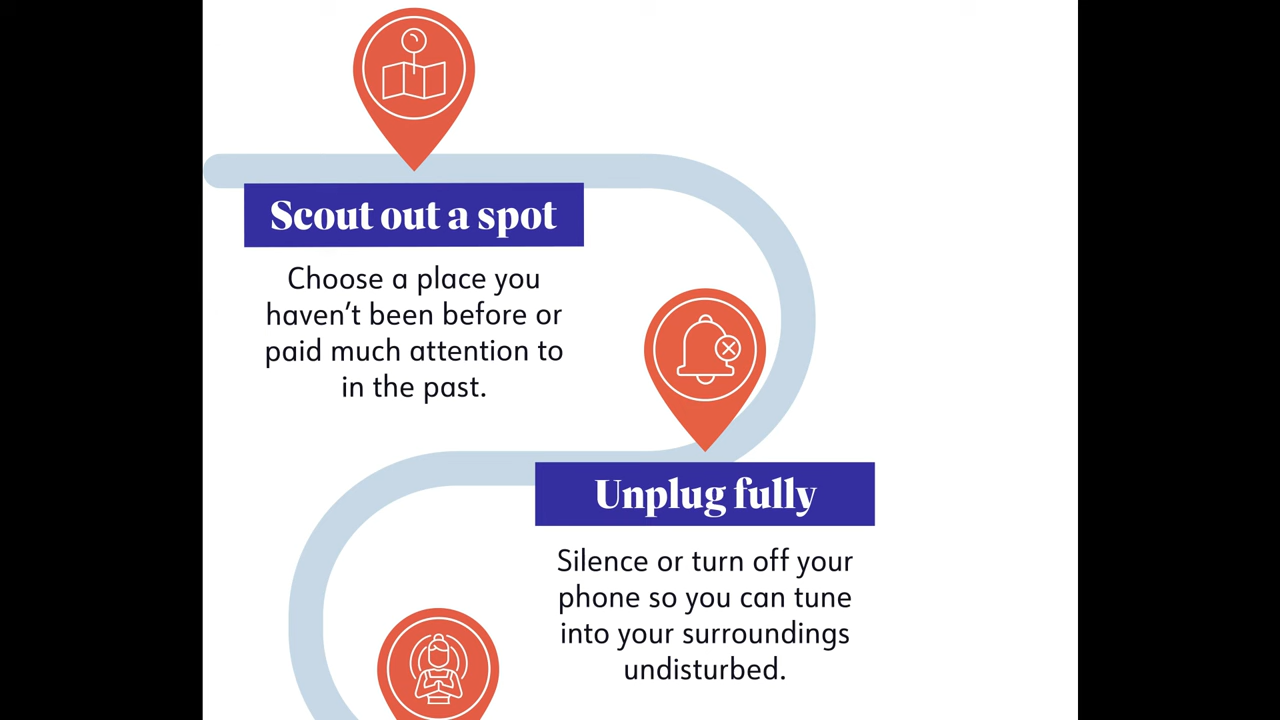 Scout out a spot
Choose a place you
haven’t been before or
paid much attention to
in the past.
Unplug fully
Silence or turn off your
phone so you can tune
into your surroundings
undisturbed.